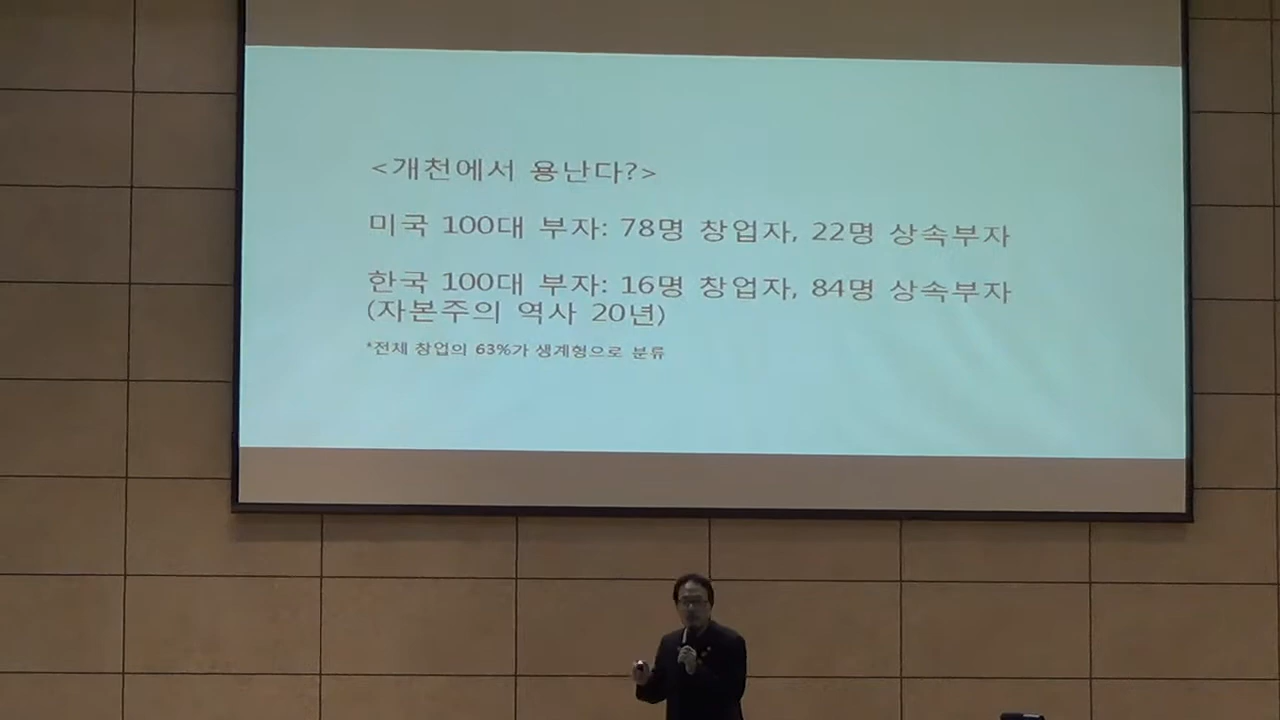 <개천에서 용난다?>
미국 100대 부자: 78명 창업자, 22명 상속부자
한국 100대 부자: 16명 창업자, 84명 상속부자
(자본주의 역사 20년)
*전체 창업의 63%가 생계형으로 분류